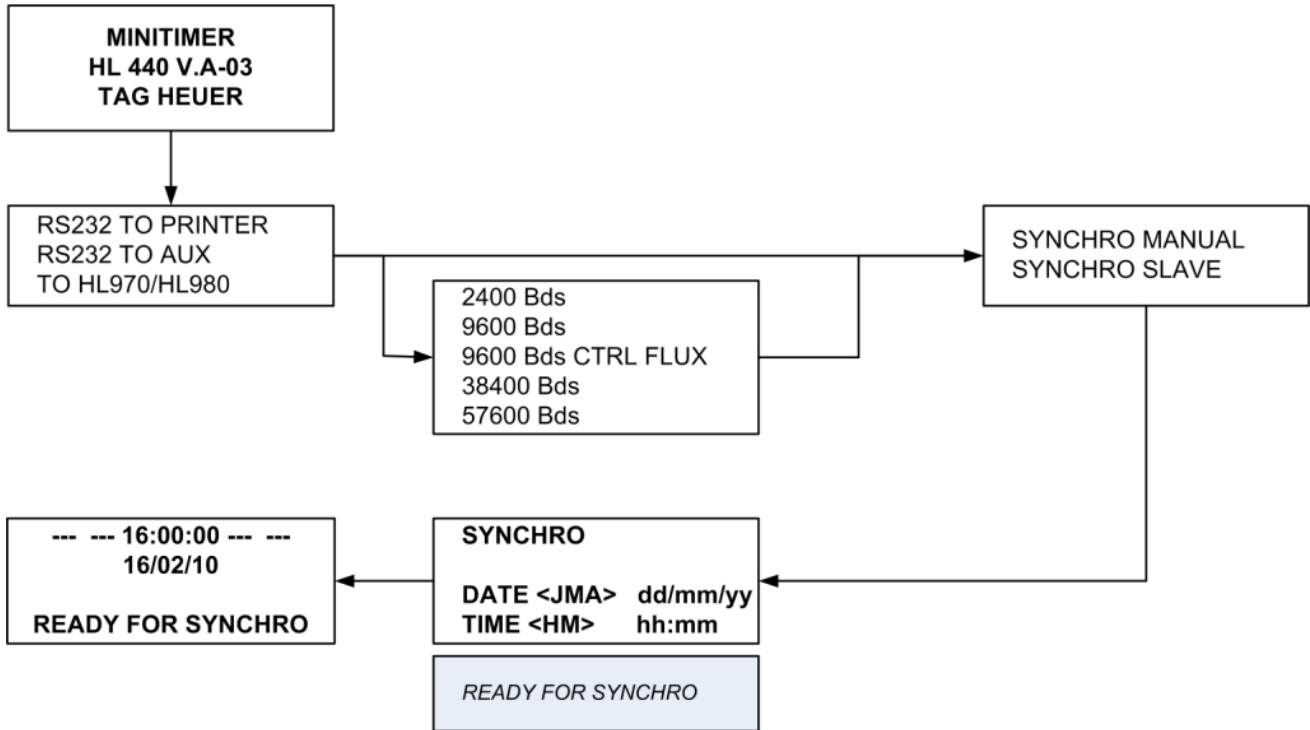 MINITIMER
HL 440 V.A-03
TAG HEUER
RS232 TO PRINTER
RS232 TO AUX
TO HL970/HL980
2400 Bds
9600 Bds
9600 Bds CTRL FLUX
38400 Bds
57600 Bds
SYNCHRO MANUAL
SYNCHRO SLAVE
SYNCHRO
DATE <JMA> dd/mm/yy
TIME <HM> hh:mm
READY FOR SYNCHRO
--- --- 16:00:00 --- ---
16/02/10
READY FOR SYNCHRO